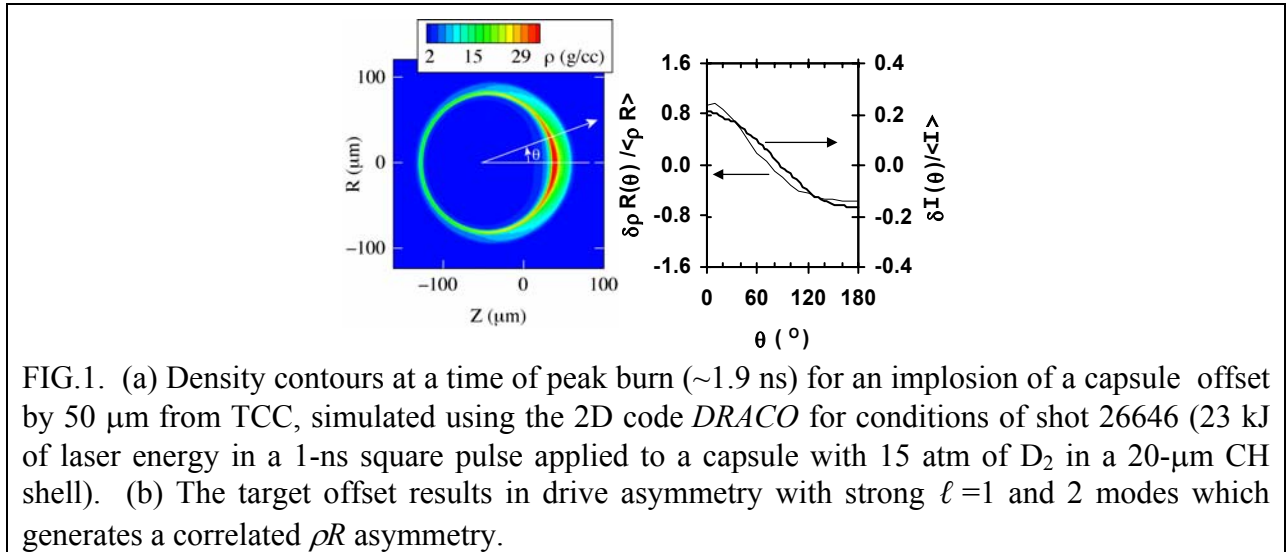 2 15 29 ρ (g/cc)
100
0
−100
R (μm)
−100 0 100
Z (μm)
θ
1.6
0.8
0.0
-0.8
-1.6
δρ R(θ) /<ρ R>
0.4
0.2
0.0
-0.2
-0.4
δI(θ)/<I>
0 60 120 180
θ ( º)
FIG.1. (a) Density contours at a time of peak burn (~1.9 ns) for an implosion of a capsule offset
by 50 μm from TCC, simulated using the 2D code DRACO for conditions of shot 26646 (23 kJ
of laser energy in a 1-ns square pulse applied to a capsule with 15 atm of D₂ in a 20-μm CH
shell). (b) The target offset results in drive asymmetry with strong ℓ =1 and 2 modes which
generates a correlated ρR asymmetry.